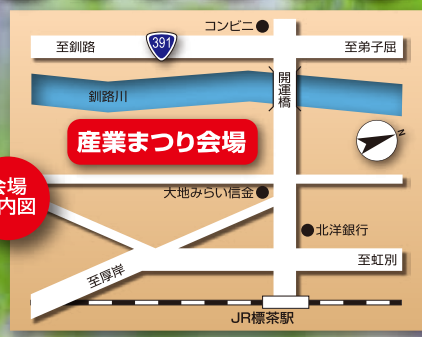 コンビニ
至釧路
391
至弟子屈
釧路川
開運橋
産業まつり会場
N
会場
内図
大地みらい信金
北洋銀行
至厚岸
至虹別
JR標茶駅